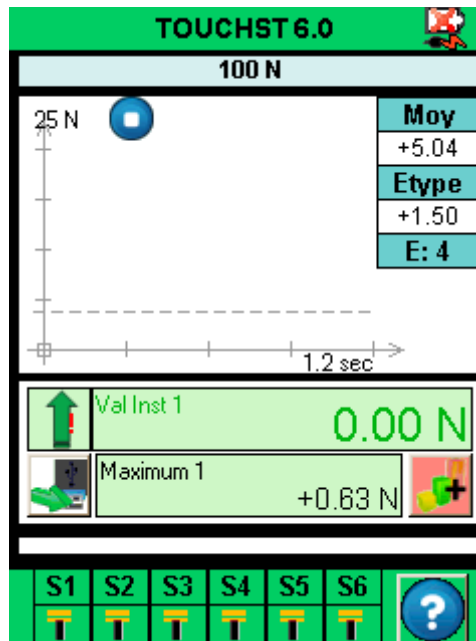 TOUCHST 6.0
100 N
25 N
Moy
+5.04
Etype
+1.50
E: 4
1.2 sec
Val Inst 1
0.00 N
Maximum 1
+0.63 N
S1 S2 S3 S4 S5 S6